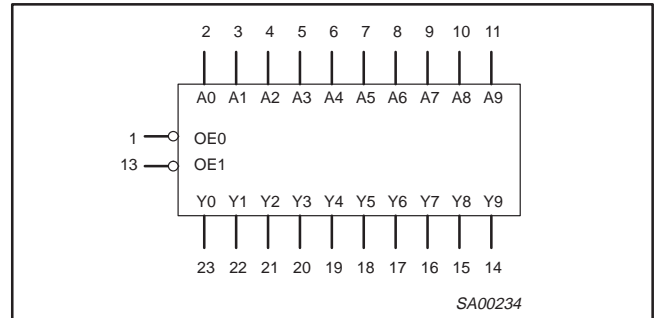 2 3 4 5 6 7 8 9 10 11
A0 A1 A2 A3 A4 A5 A6 A7 A8 A9
1 OE0
13 OE1
Y0 Y1 Y2 Y3 Y4 Y5 Y6 Y7 Y8 Y9
23 22 21 20 19 18 17 16 15 14
SA00234